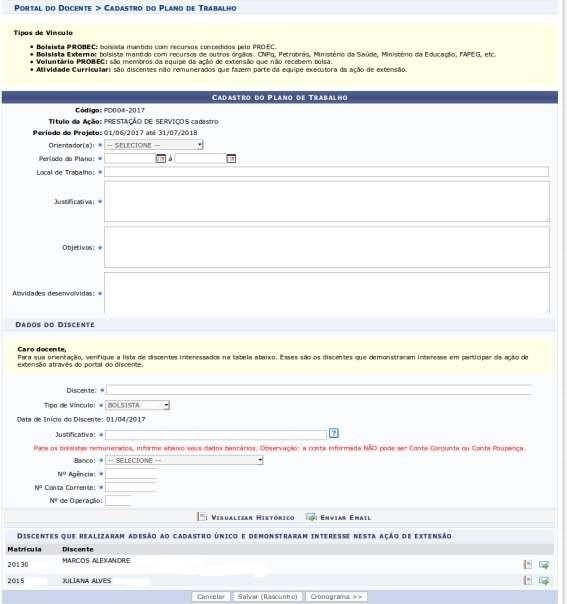 PORTAL DO DOCENTE > CADASTRO DO PLANO DE TRABALHO
Tipos de Vínculo
• Bolsista PROBEC: bolsista mantido com recursos concedidos pelo PROEC.
• Bolsista Externo: bolsista mantido com recursos de outros órgãos. CNPq, Petrobrás, Ministério da Saúde, Ministério da Educação, FAPEG, etc.
• Voluntário PROBEC: são membros da equipe da ação de extensão que não recebem bolsa.
• Atividade Curricular: são discentes não remunerados que fazem parte da equipe executora da ação de extensão.
CADASTRO DO PLANO DE TRABALHO
Código: PD004-2017
Título da Ação: PRESTAÇÃO DE SERVIÇOS cadastro
Período do Projeto: 01/06/2017 até 31/07/2018
Orientador(a): -- SELECIONE --
Período do Plano: à
Local de Trabalho:
Justificativa:
Objetivos:
Atividades desenvolvidas:
DADOS DO DISCENTE
Caro docente,
Para sua orientação, verifique a lista de discentes interessados na tabela abaixo. Esses são os discentes que demonstraram interesse em participar da ação de
extensão através do portal do discente.
Discente:
Tipo de Vínculo: BOLSISTA
Data de Início do Discente: 01/04/2017
Justificativa: ?
Para os bolsistas remunerados, informe abaixo seus dados bancários. Observação: a conta informada NÃO pode ser Conta Conjunta ou Conta Poupança.
Banco: -- SELECIONE --
Nº Agência:
Nº Conta Corrente:
Nº de Operação:
: VISUALIZAR HISTÓRICO : ENVIAR EMAIL
DISCENTES QUE REALIZARAM ADESÃO AO CADASTRO ÚNICO E DEMONSTRARAM INTERESSE NESTA AÇÃO DE EXTENSÃO
Matrícula Discente
20130 MARCOS ALEXANDRE
2015 JULIANA ALVES
Cancelar Salvar (Rascunho) Cronograma >>